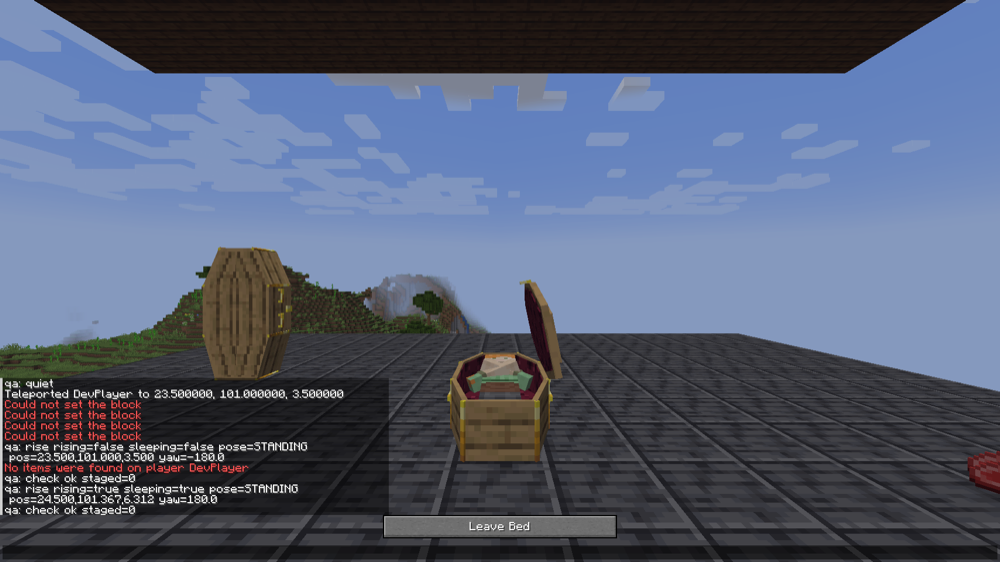 qa: quiet
Teleported DevPlayer to 23.500000, 101.000000, 3.500000
Could not set the block
Could not set the block
Could not set the block
Could not set the block
qa: rise rising=false sleeping=false pose=STANDING
pos=23.500,101.000,3.500 yaw=-180.0
No items were found on player DevPlayer
qa: check ok staged=0
qa: rise rising=true sleeping=true pose=STANDING
pos=24.500,101.367,6.312 yaw=180.0
qa: check ok staged=0
Leave Bed